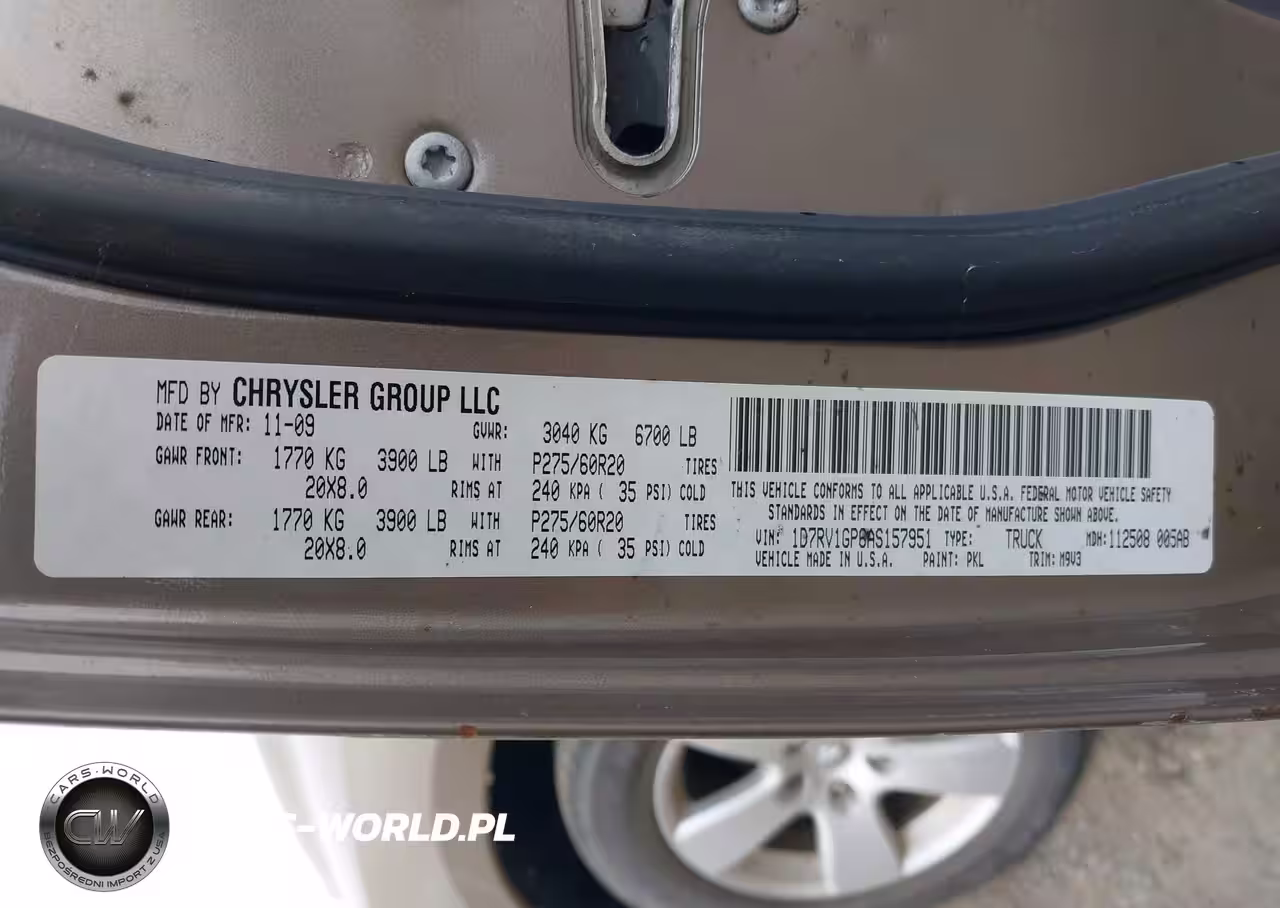 MFD BY CHRYSLER GROUP LLC
DATE OF MFR: 11-09 GVWR: 3040 KG 6700 LB
GAWR FRONT: 1770 KG 3900 LB WITH P275/60R20 TIRES
20X8.0 RIMS AT 240 KPA ( 35 PSI) COLD
GAWR REAR: 1770 KG 3900 LB WITH P275/60R20 TIRES
20X8.0 RIMS AT 240 KPA ( 35 PSI) COLD
THIS VEHICLE CONFORMS TO ALL APPLICABLE U.S.A. FEDERAL MOTOR VEHICLE SAFETY
STANDARDS IN EFFECT ON THE DATE OF MANUFACTURE SHOWN ABOVE.
VIN: 1D7RV1GP0AS157951 TYPE: TRUCK MDH: 112508 005AB
VEHICLE MADE IN U.S.A. PAINT: PKL TRIM: M9V3
CARS-WORLD
CW
BEZPOŚREDNI IMPORT Z USA
S-WORLD.PL